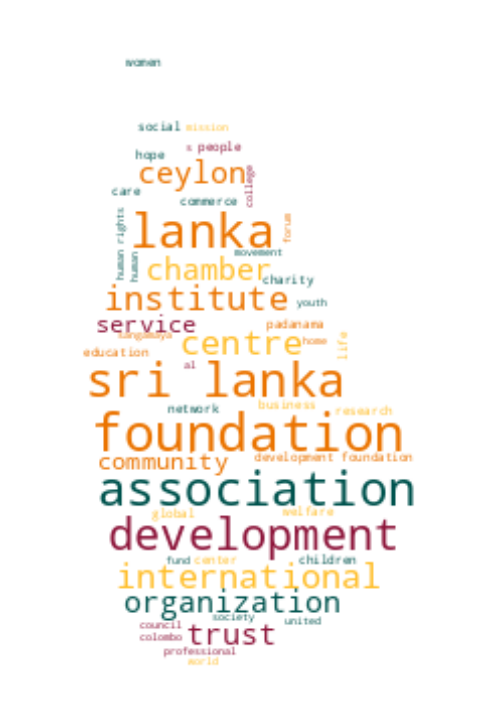 women
social mission
s people
hope
ceylon
college
care
commerce
lanka
forum
human rights
human
movement
chamber
charity
institute
youth
service
padanama
sangamaya
centre
home
life
education
al
sri lanka
network
business
research
foundation
community
development foundation
association
global
welfare
development
fund
center
children
international
organization
society
united
council
trust
colombo
professional
world